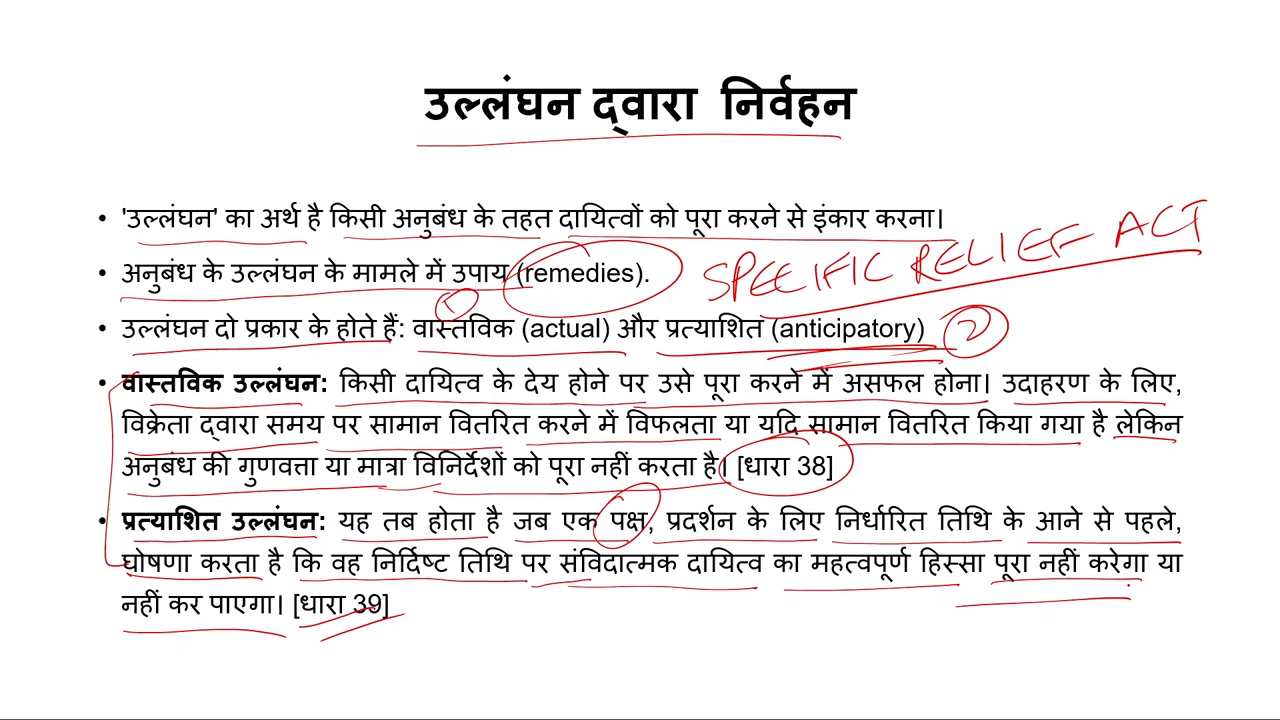 उल्लंघन द्वारा निर्वहन
• 'उल्लंघन' का अर्थ है किसी अनुबंध के तहत दायित्वों को पूरा करने से इंकार करना।
• अनुबंध के उल्लंघन के मामले में उपाय (remedies).
SPECIFIC RELIEF ACT
1
• उल्लंघन दो प्रकार के होते हैं: वास्तविक (actual) और प्रत्याशित (anticipatory)
2
• वास्तविक उल्लंघन: किसी दायित्व के देय होने पर उसे पूरा करने में असफल होना। उदाहरण के लिए,
विक्रेता द्वारा समय पर सामान वितरित करने में विफलता या यदि सामान वितरित किया गया है लेकिन
अनुबंध की गुणवत्ता या मात्रा विनिर्देशों को पूरा नहीं करता है। [धारा 38]
• प्रत्याशित उल्लंघन: यह तब होता है जब एक पक्ष, प्रदर्शन के लिए निर्धारित तिथि के आने से पहले,
घोषणा करता है कि वह निर्दिष्ट तिथि पर संविदात्मक दायित्व का महत्वपूर्ण हिस्सा पूरा नहीं करेगा या
नहीं कर पाएगा। [धारा 39]